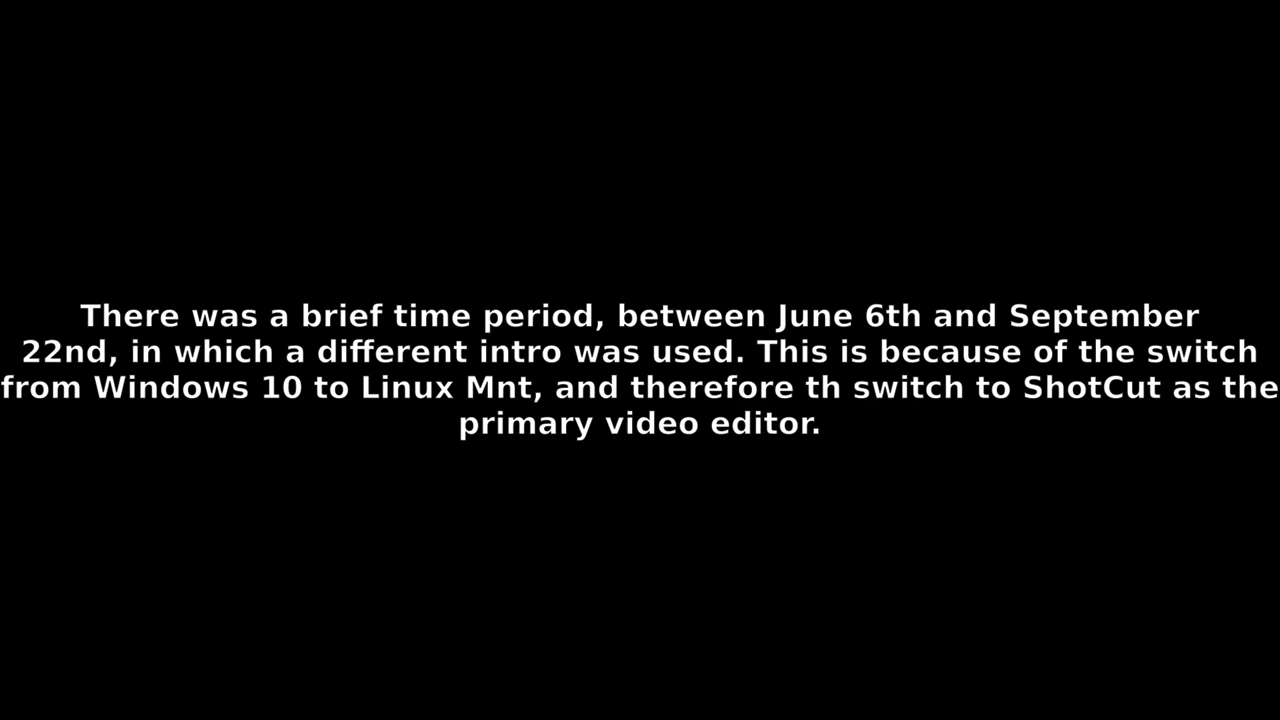 There was a brief time period, between June 6th and September
22nd, in which a different intro was used. This is because of the switch
from Windows 10 to Linux Mnt, and therefore th switch to ShotCut as the
primary video editor.